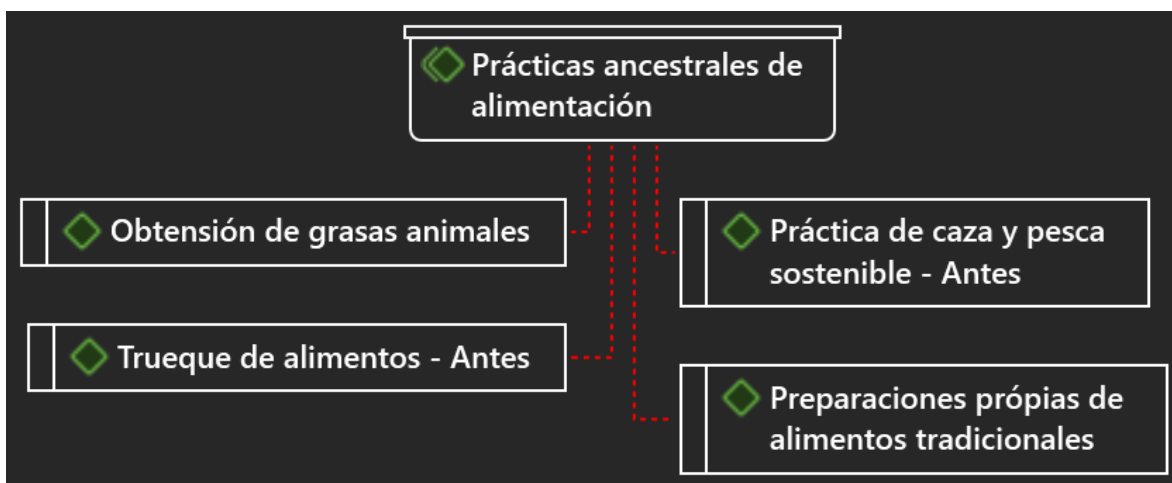 Prácticas ancestrales de
alimentación
Obtensión de grasas animales
Práctica de caza y pesca
sostenible - Antes
Trueque de alimentos - Antes
Preparaciones própias de
alimentos tradicionales